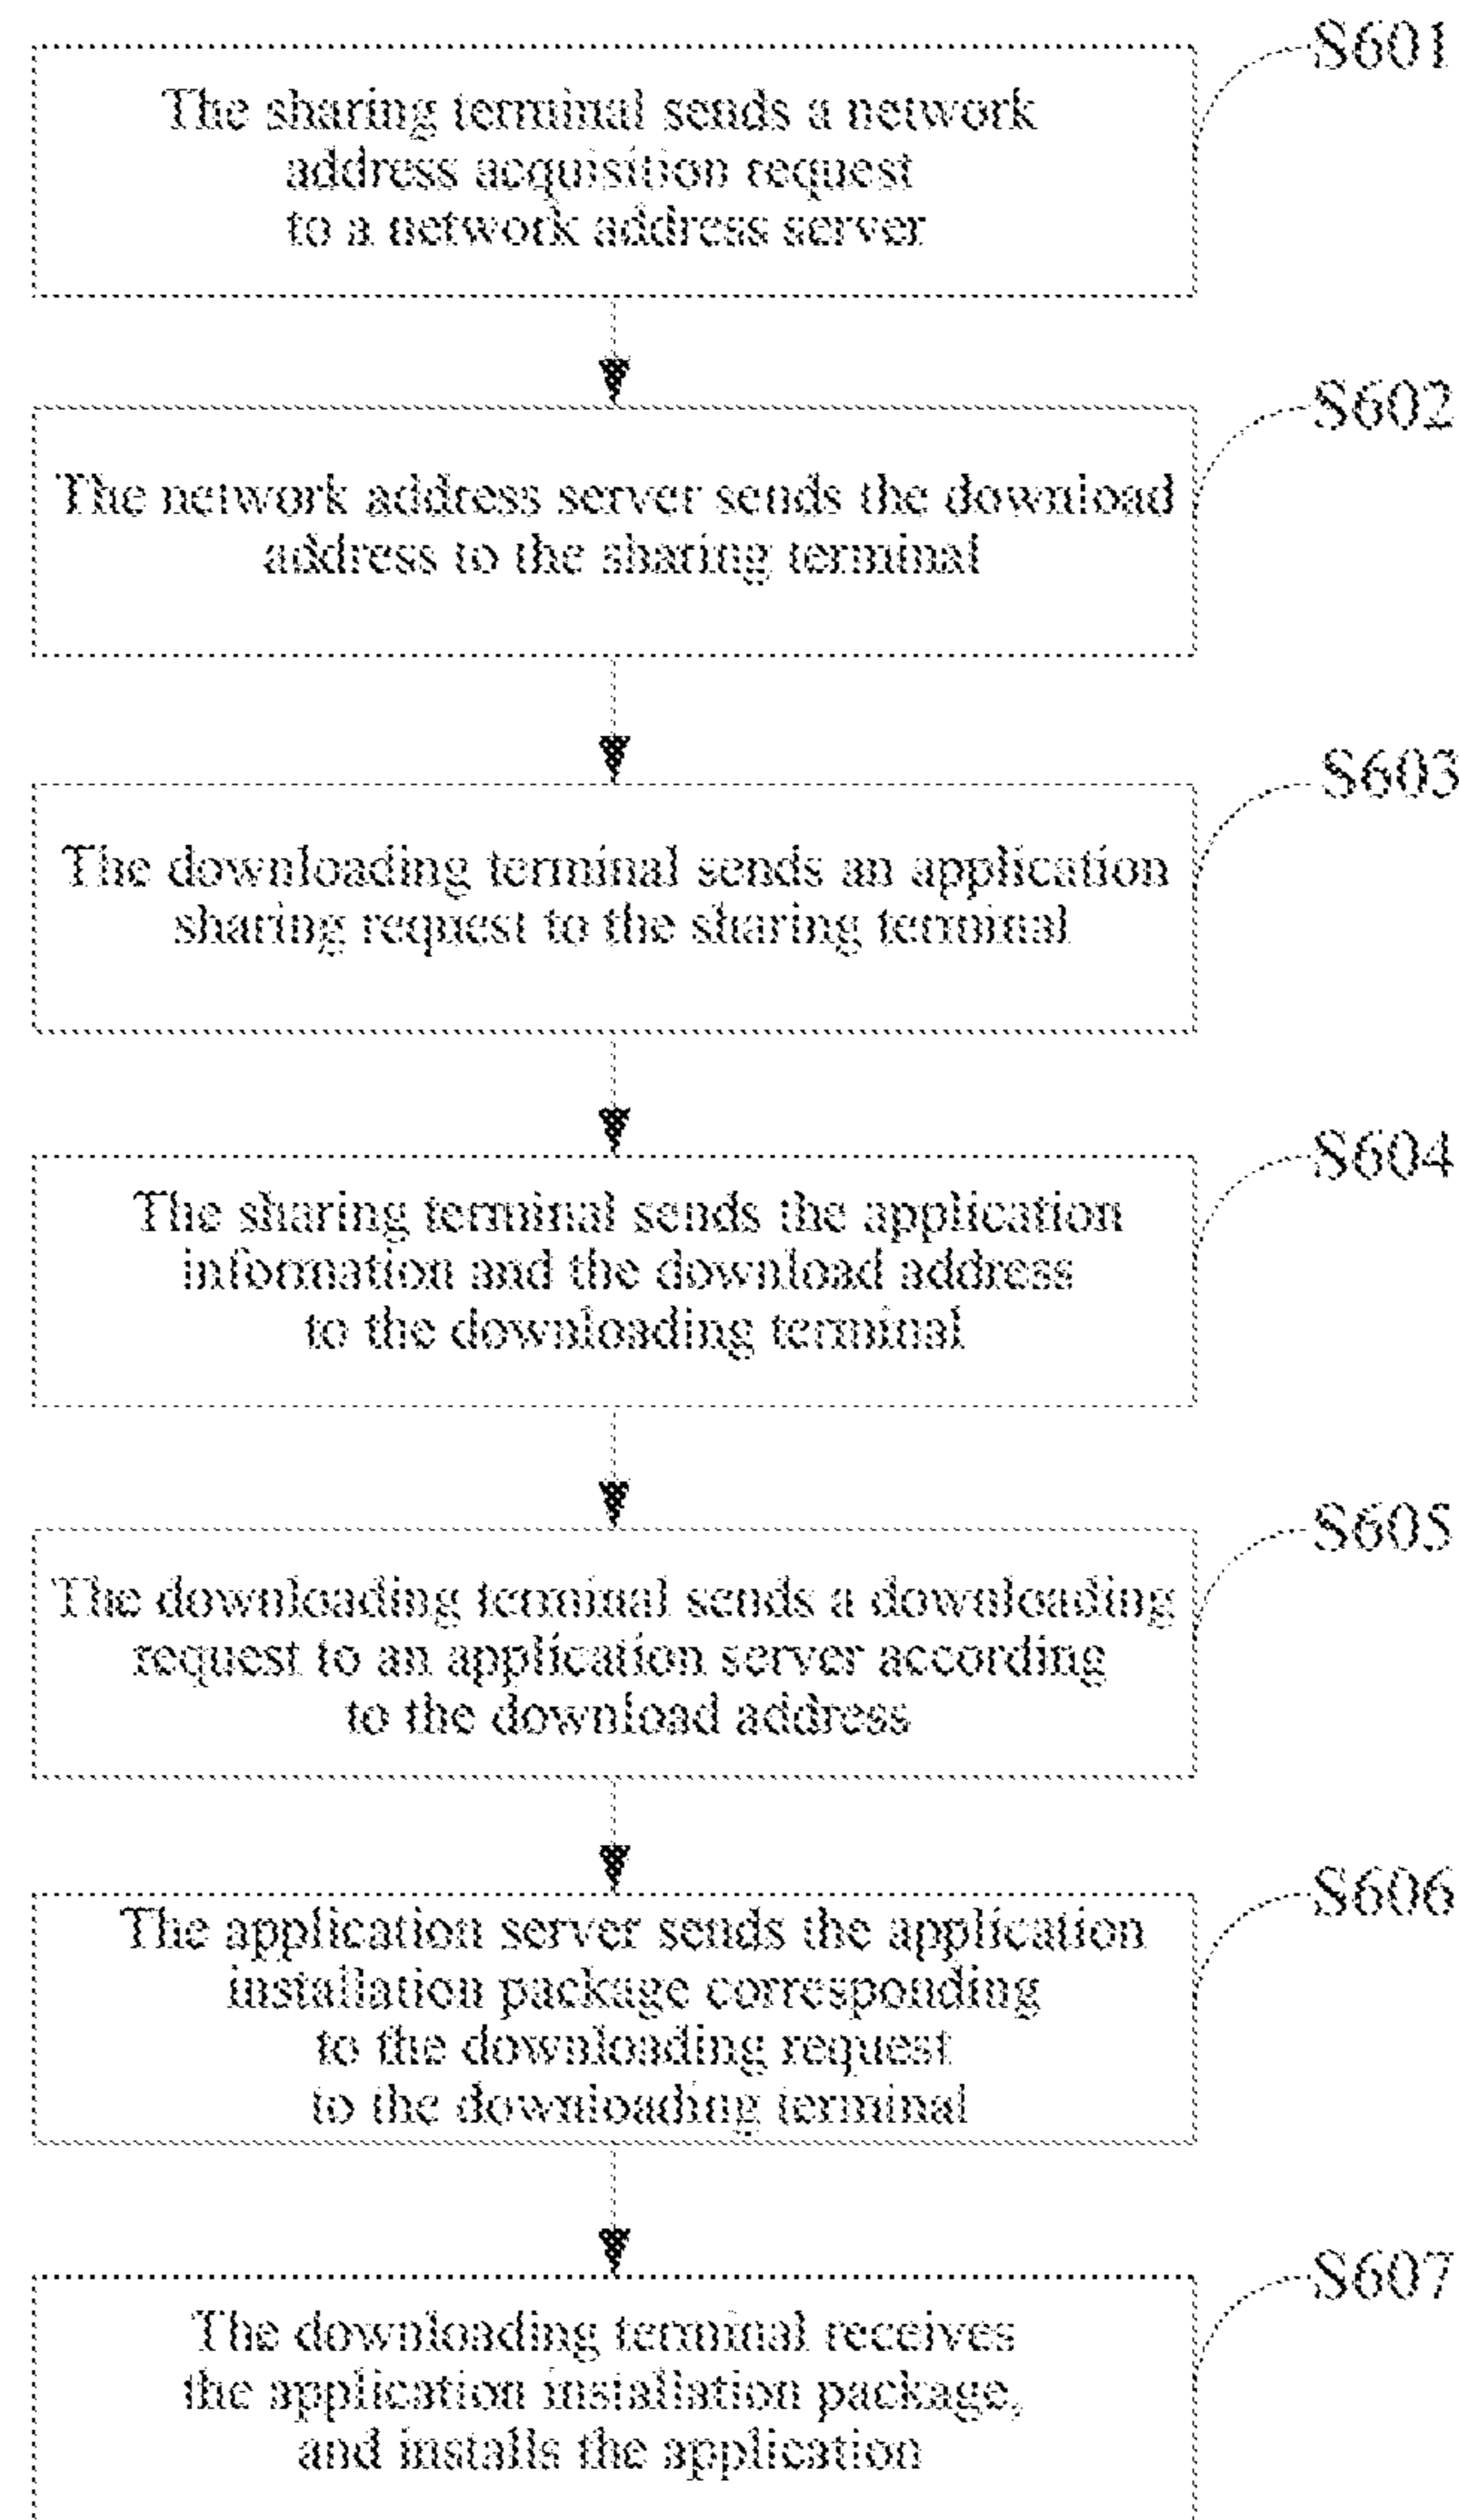 S601
The sharing terminal sends a network
address acquisition request
to a network address server
S602
The network address server sends the download
address to the sharing terminal
S603
The downloading terminal sends an application
sharing request to the sharing terminal
S604
The sharing terminal sends the application
information and the download address
to the downloading terminal
S605
The downloading terminal sends a downloading
request to an application server according
to the download address
S606
The application server sends the application
installation package corresponding
to the downloading request
to the downloading terminal
S607
The downloading terminal receives
the application installation package,
and installs the application